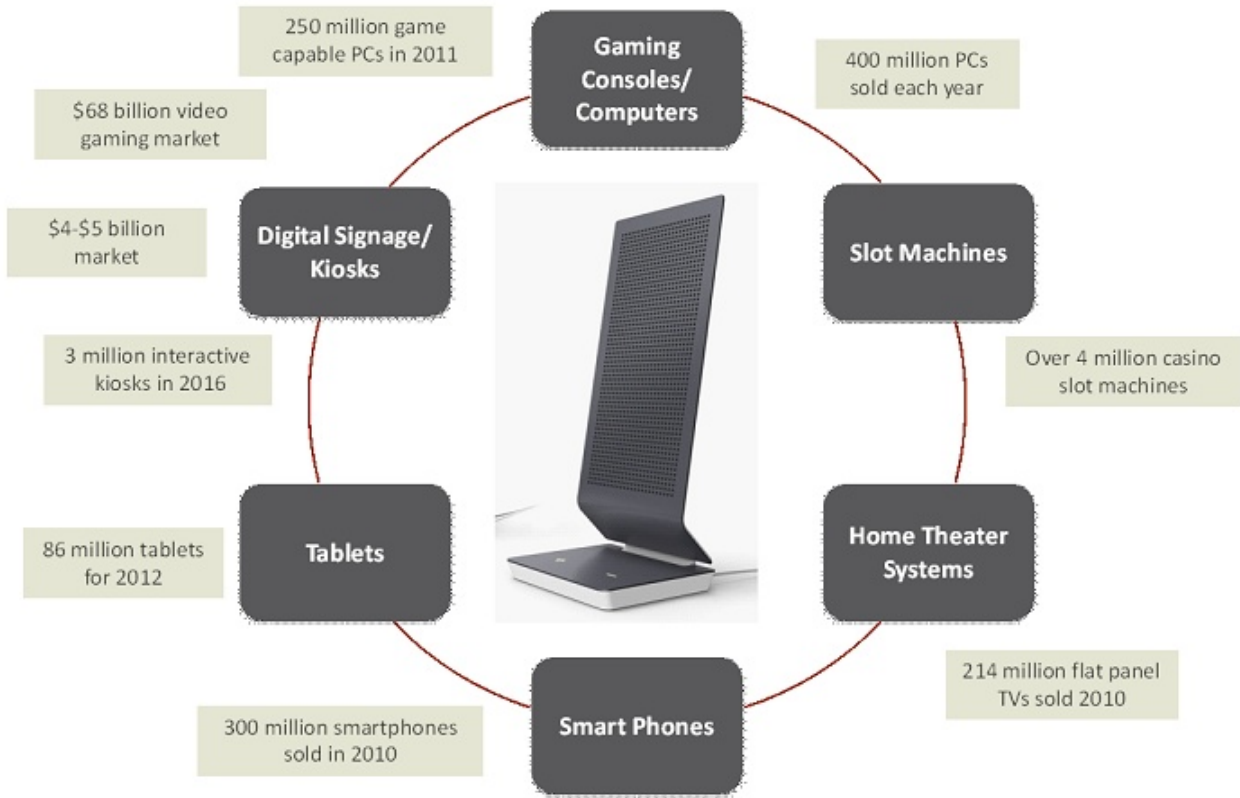 250 million game
capable PCs in 2011
Gaming
Consoles/
Computers
400 million PCs
sold each year
$68 billion video
gaming market
$4-$5 billion
market
Digital Signage/
Kiosks
Slot Machines
3 million interactive
kiosks in 2016
Over 4 million casino
slot machines
86 million tablets
for 2012
Tablets
Home Theater
Systems
214 million flat panel
TVs sold 2010
300 million smartphones
sold in 2010
Smart Phones